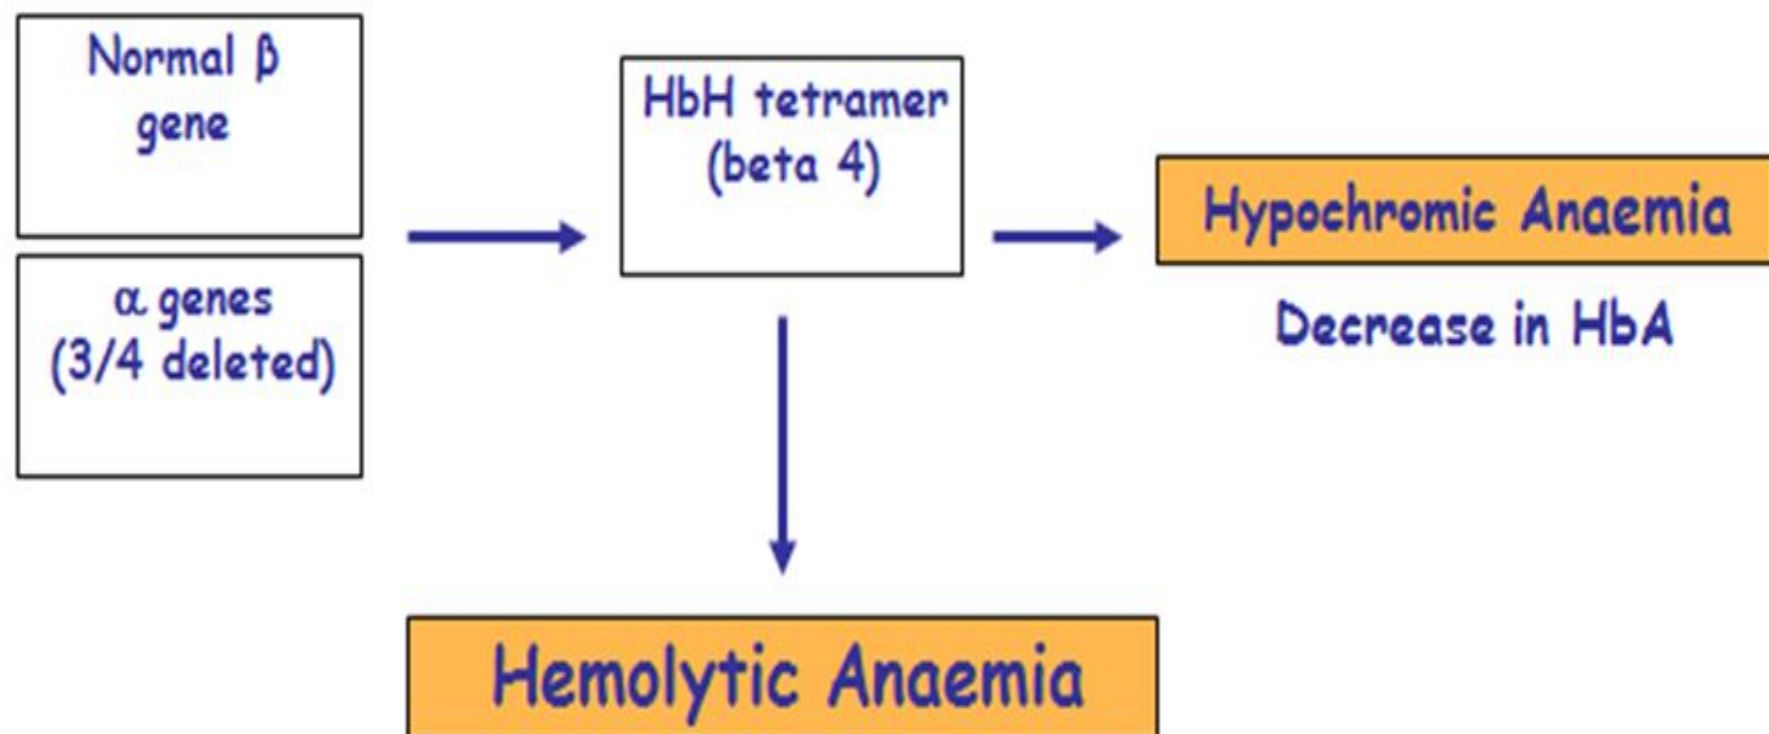 Normal β
gene
α genes
(3/4 deleted)
HbH tetramer
(beta 4)
Hypochromic Anaemia
Decrease in HbA
Hemolytic Anaemia